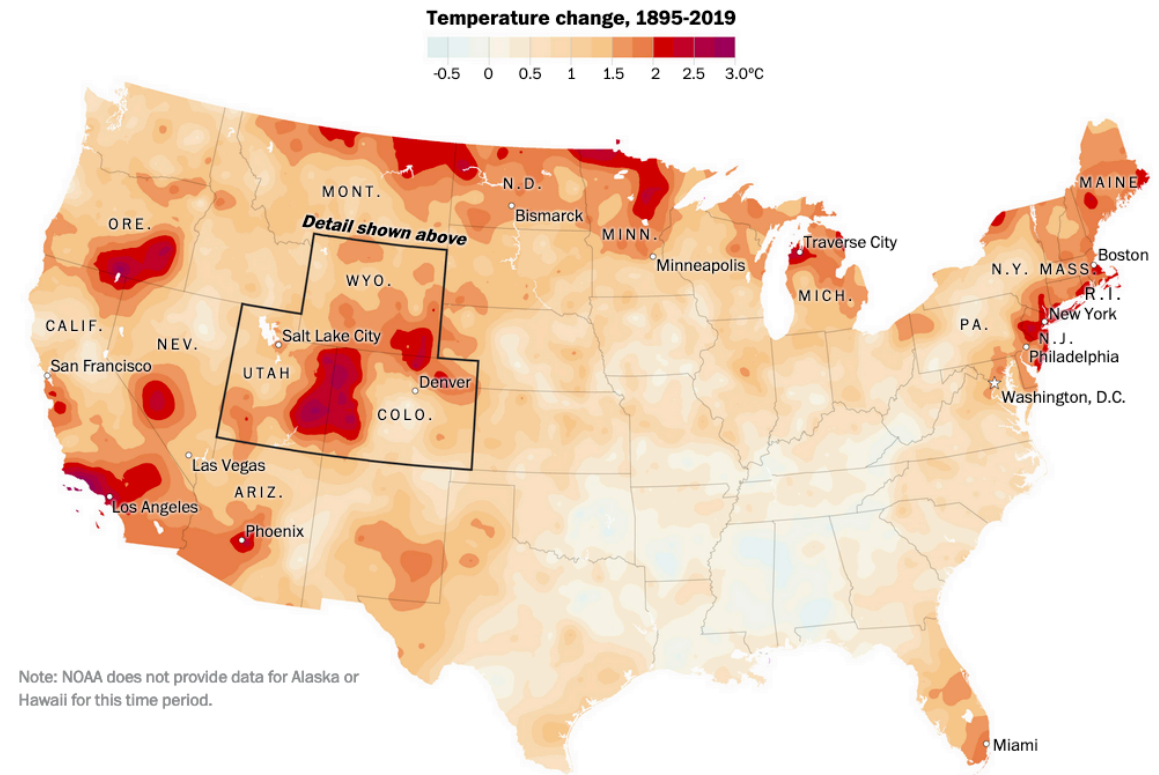 Temperature change, 1895-2019
-0.5 0 0.5 1 1.5 2 2.5 3.0°C
MONT.
N.D.
MAINE
ORE.
Detail shown above
Bismarck
MINN.
Traverse City
Minneapolis
Boston
WYO.
N.Y. MASS.
MICH.
R.I.
CALIF.
NEV.
Salt Lake City
PA.
New York
N.J.
San Francisco
UTAH
Denver
Philadelphia
COLO.
Washington, D.C.
Las Vegas
ARIZ.
Los Angeles
Phoenix
Note: NOAA does not provide data for Alaska or
Hawaii for this time period.
Miami